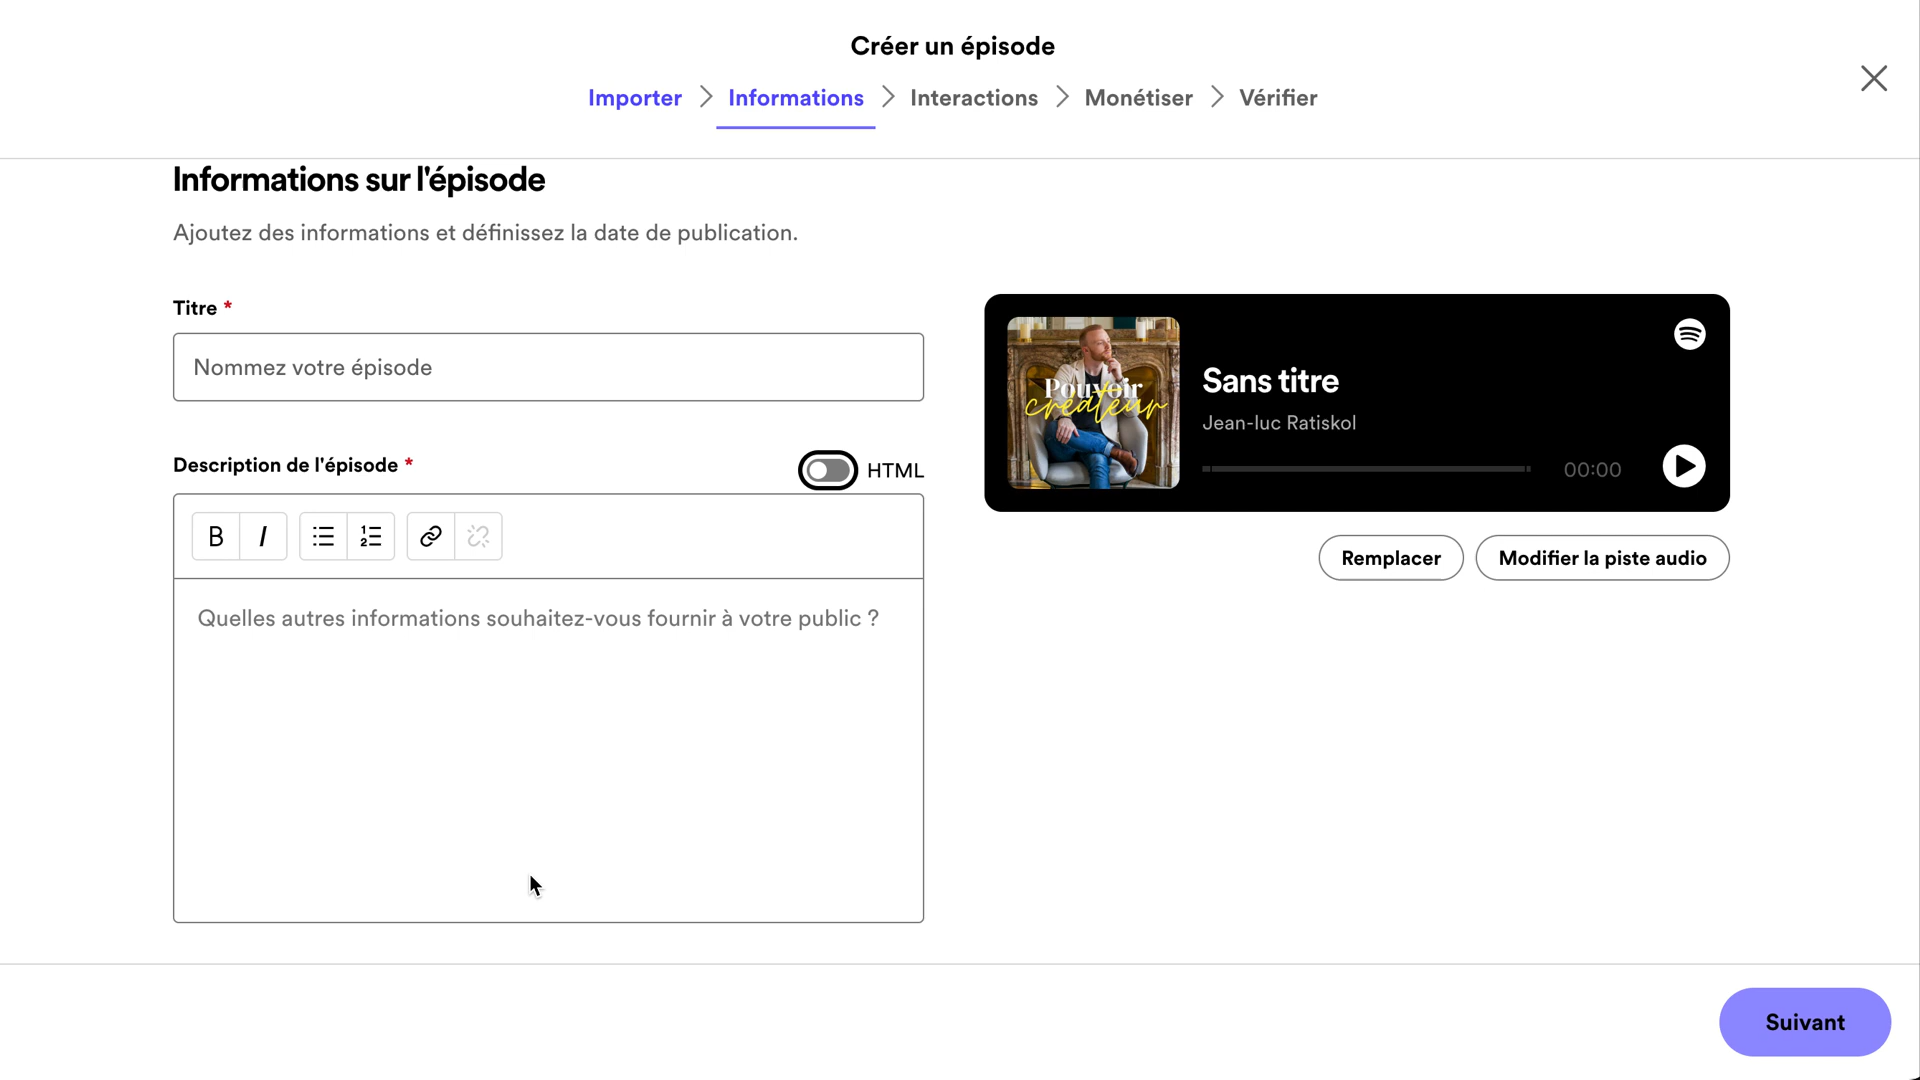 Créer un épisode
Importer
Informations
Interactions
Monétiser
Vérifier
Informations sur l'épisode
Ajoutez des informations et définissez la date de publication.
Titre *
Nommez votre épisode
Description de l'épisode *
HTML
B I
Quelles autres informations souhaitez-vous fournir à votre public ?
Pouvoir
créateur
Sans titre
Jean-luc Ratiskol
00:00
Remplacer
Modifier la piste audio
Suivant